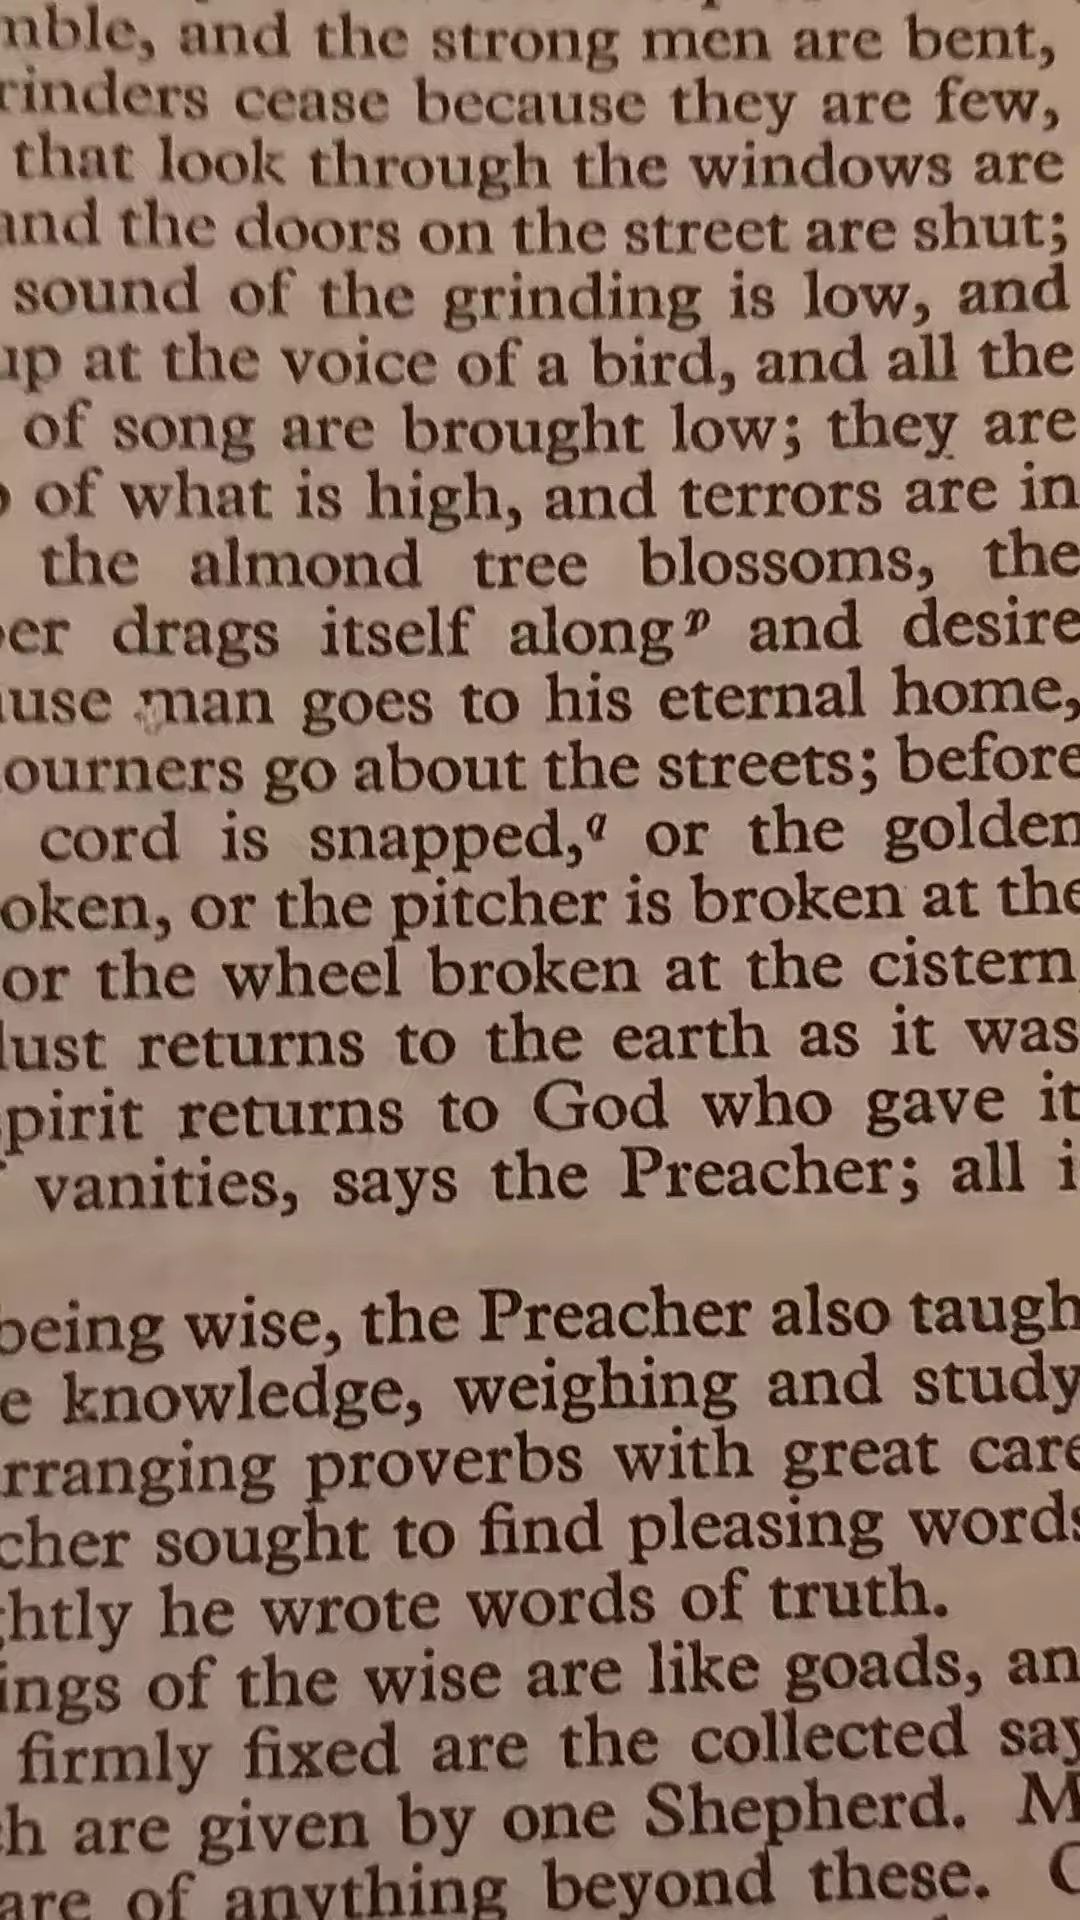 mble, and the strong men are bent,
rinders cease because they are few,
that look through the windows are
and the doors on the street are shut;
sound of the grinding is low, and
up at the voice of a bird, and all the
of song are brought low; they are
of what is high, and terrors are in
the almond tree blossoms, the
per drags itself along p and desire
ause man goes to his eternal home,
ourners go about the streets; before
cord is snapped, q or the golden
oken, or the pitcher is broken at the
or the wheel broken at the cistern
dust returns to the earth as it was
spirit returns to God who gave it
vanities, says the Preacher; all i
being wise, the Preacher also taugh
e knowledge, weighing and study
rranging proverbs with great care
cher sought to find pleasing words
ghtly he wrote words of truth.
ings of the wise are like goads, an
firmly fixed are the collected say
ch are given by one Shepherd. M
are of anything beyond these. O